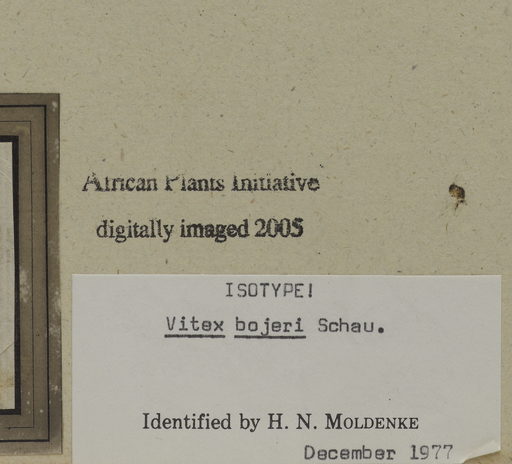 African Plants Initiative
digitally imaged 2005
ISOTYPE!
Vitex bojeri Schau.
Identified by H. N. MOLDENKE
December 1977